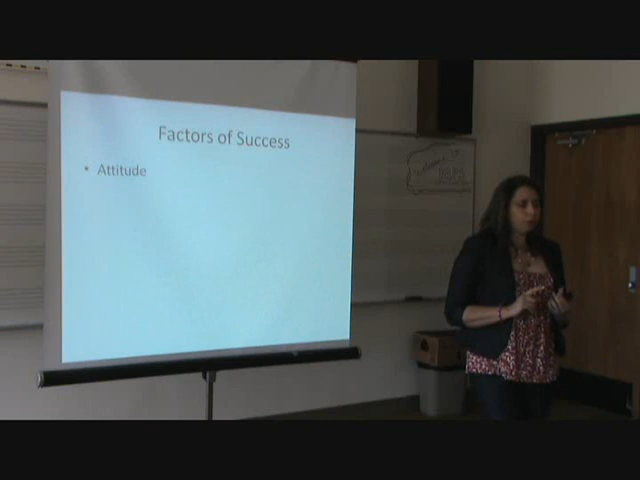 Factors of Success
• Attitude